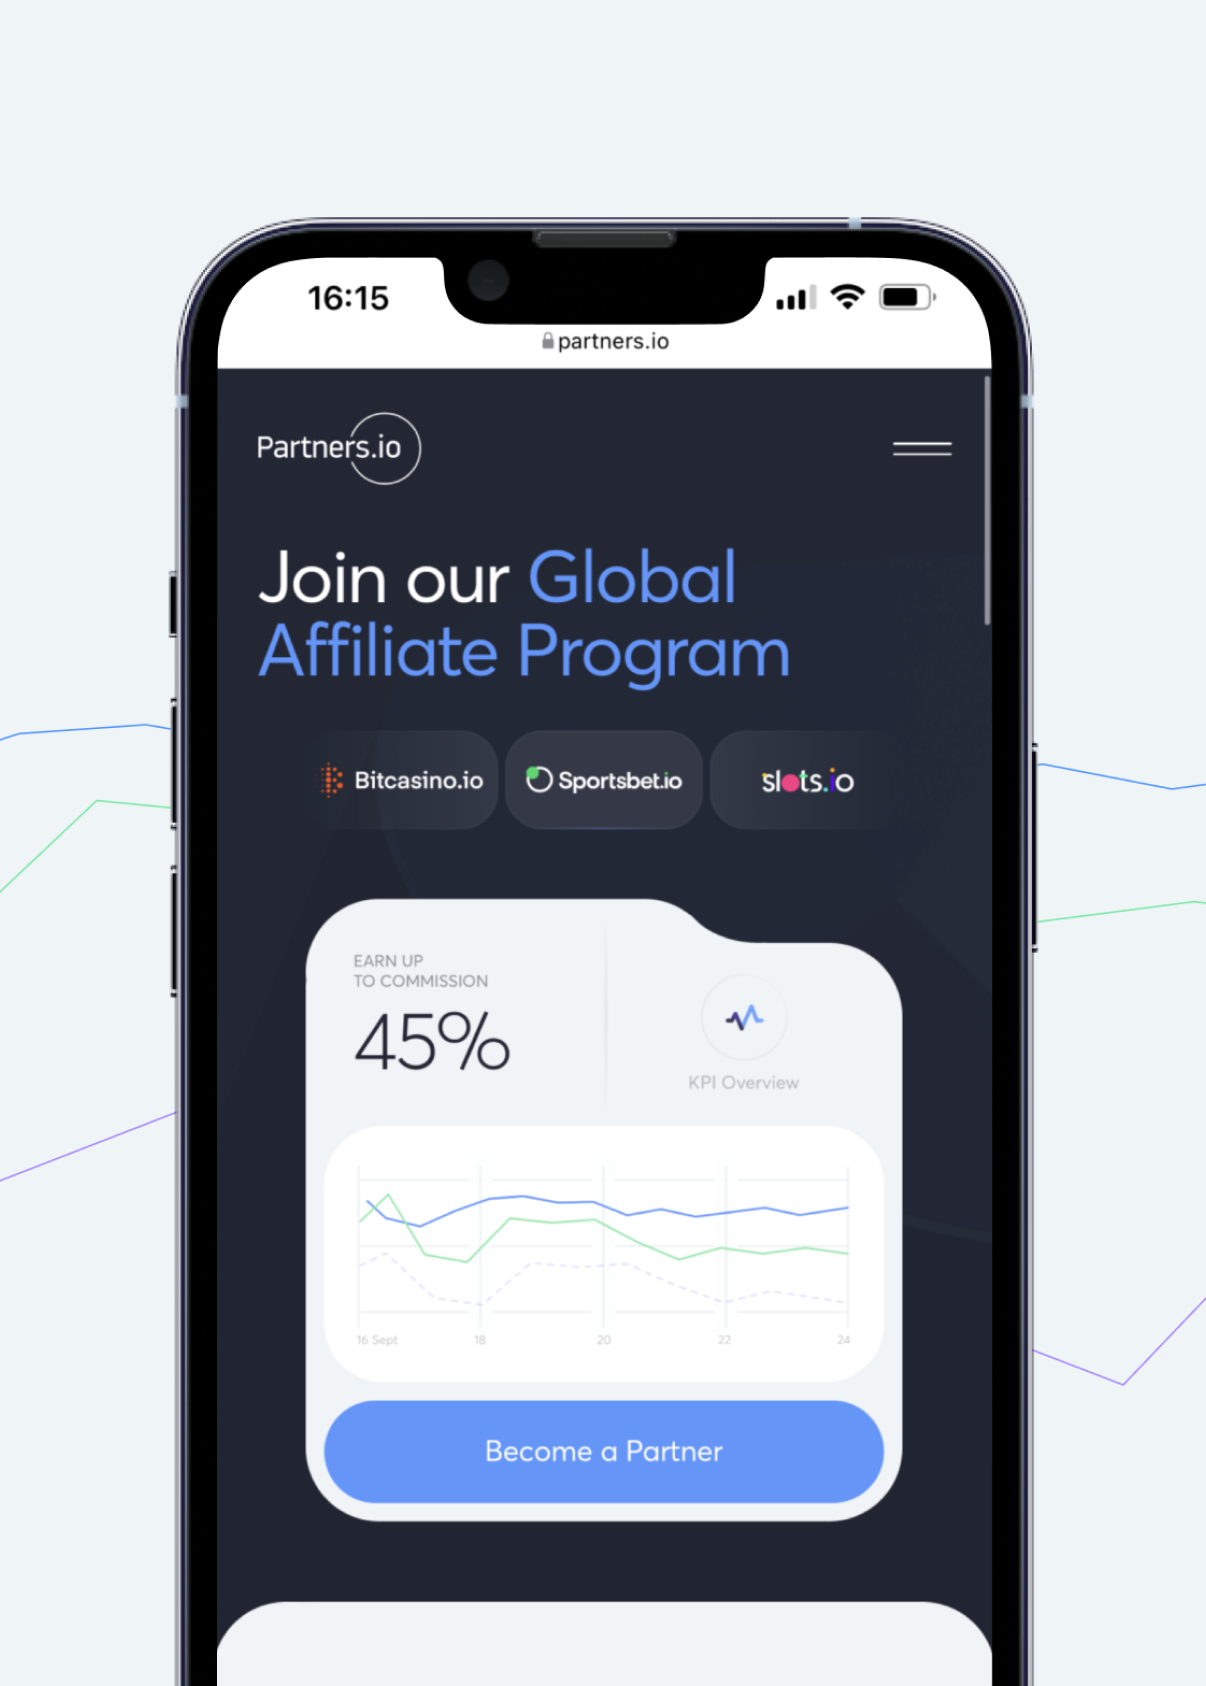 16:15
partners.io
Partners.io
Join our Global
Affiliate Program
Bitcasino.io
Sportsbet.io
slots.io
EARN UP
TO COMMISSION
45%
KPI Overview
16 Sept 18 20 22 24
Become a Partner